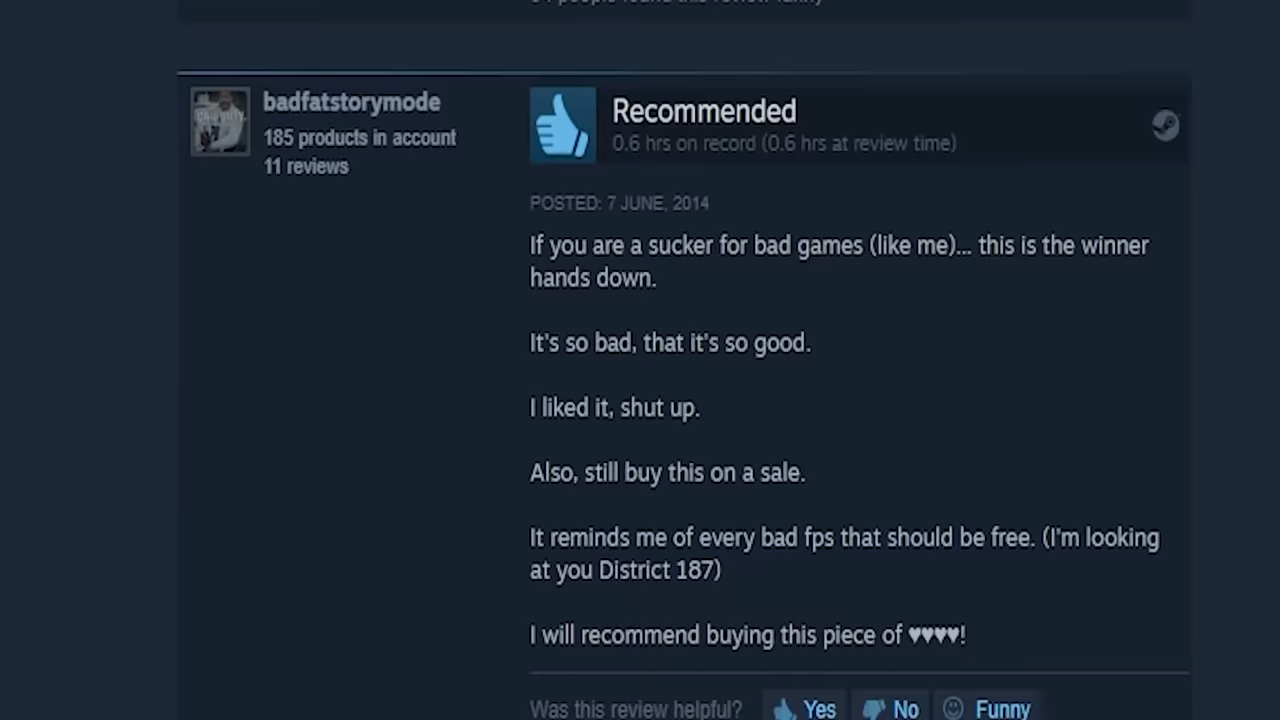 badfatstorymode
185 products in account
11 reviews
Recommended
0.6 hrs on record (0.6 hrs at review time)
POSTED: 7 JUNE, 2014
If you are a sucker for bad games (like me)... this is the winner
hands down.
It's so bad, that it's so good.
I liked it, shut up.
Also, still buy this on a sale.
It reminds me of every bad fps that should be free. (I'm looking
at you District 187)
I will recommend buying this piece of ♥♥♥♥!
Was this review helpful? Yes No Funny